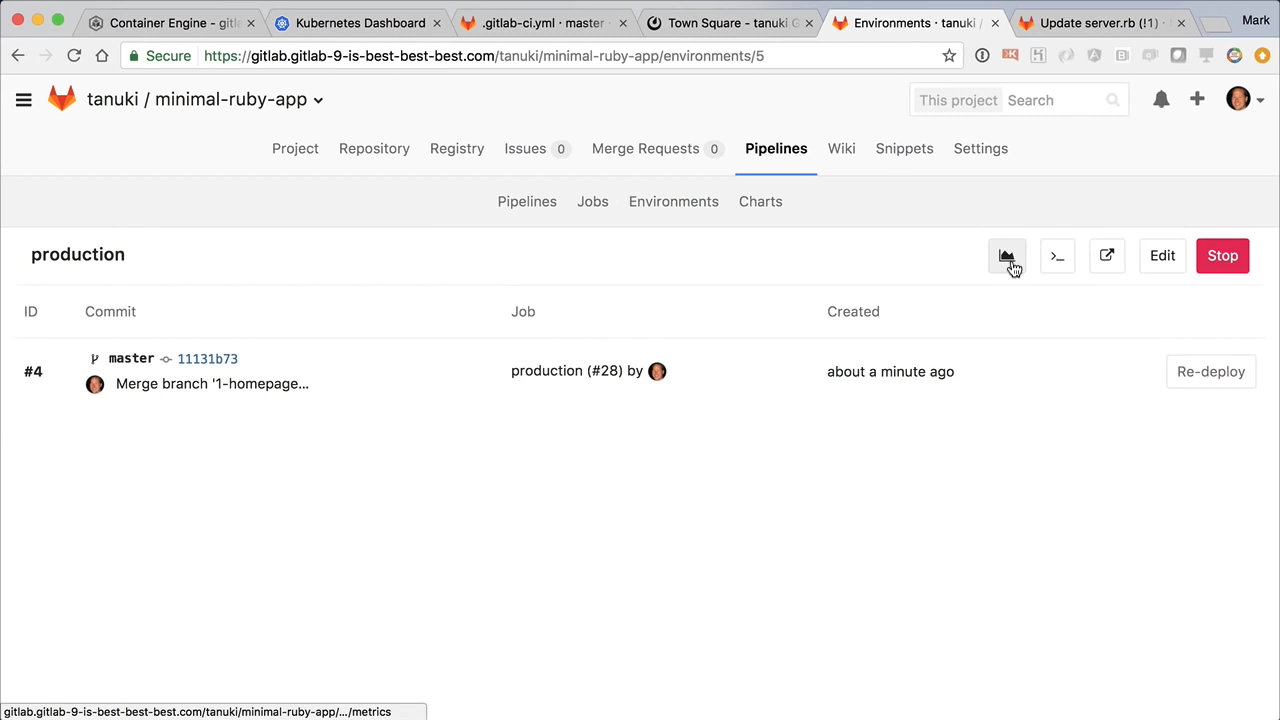 Container Engine - gitla
Kubernetes Dashboard
.gitlab-ci.yml · master ·
Town Square - tanuki G
Environments · tanuki /
Update server.rb (!1) ·
Mark
Secure
https://gitlab.gitlab-9-is-best-best-best.com/tanuki/minimal-ruby-app/environments/5
tanuki / minimal-ruby-app
This project
Search
Project
Repository
Registry
Issues 0
Merge Requests 0
Pipelines
Wiki
Snippets
Settings
Pipelines
Jobs
Environments
Charts
production
>_
Edit
Stop
ID
Commit
Job
Created
#4
master
11131b73
Merge branch '1-homepage...
production (#28) by
about a minute ago
Re-deploy
gitlab.gitlab-9-is-best-best-best.com/tanuki/minimal-ruby-app/.../metrics